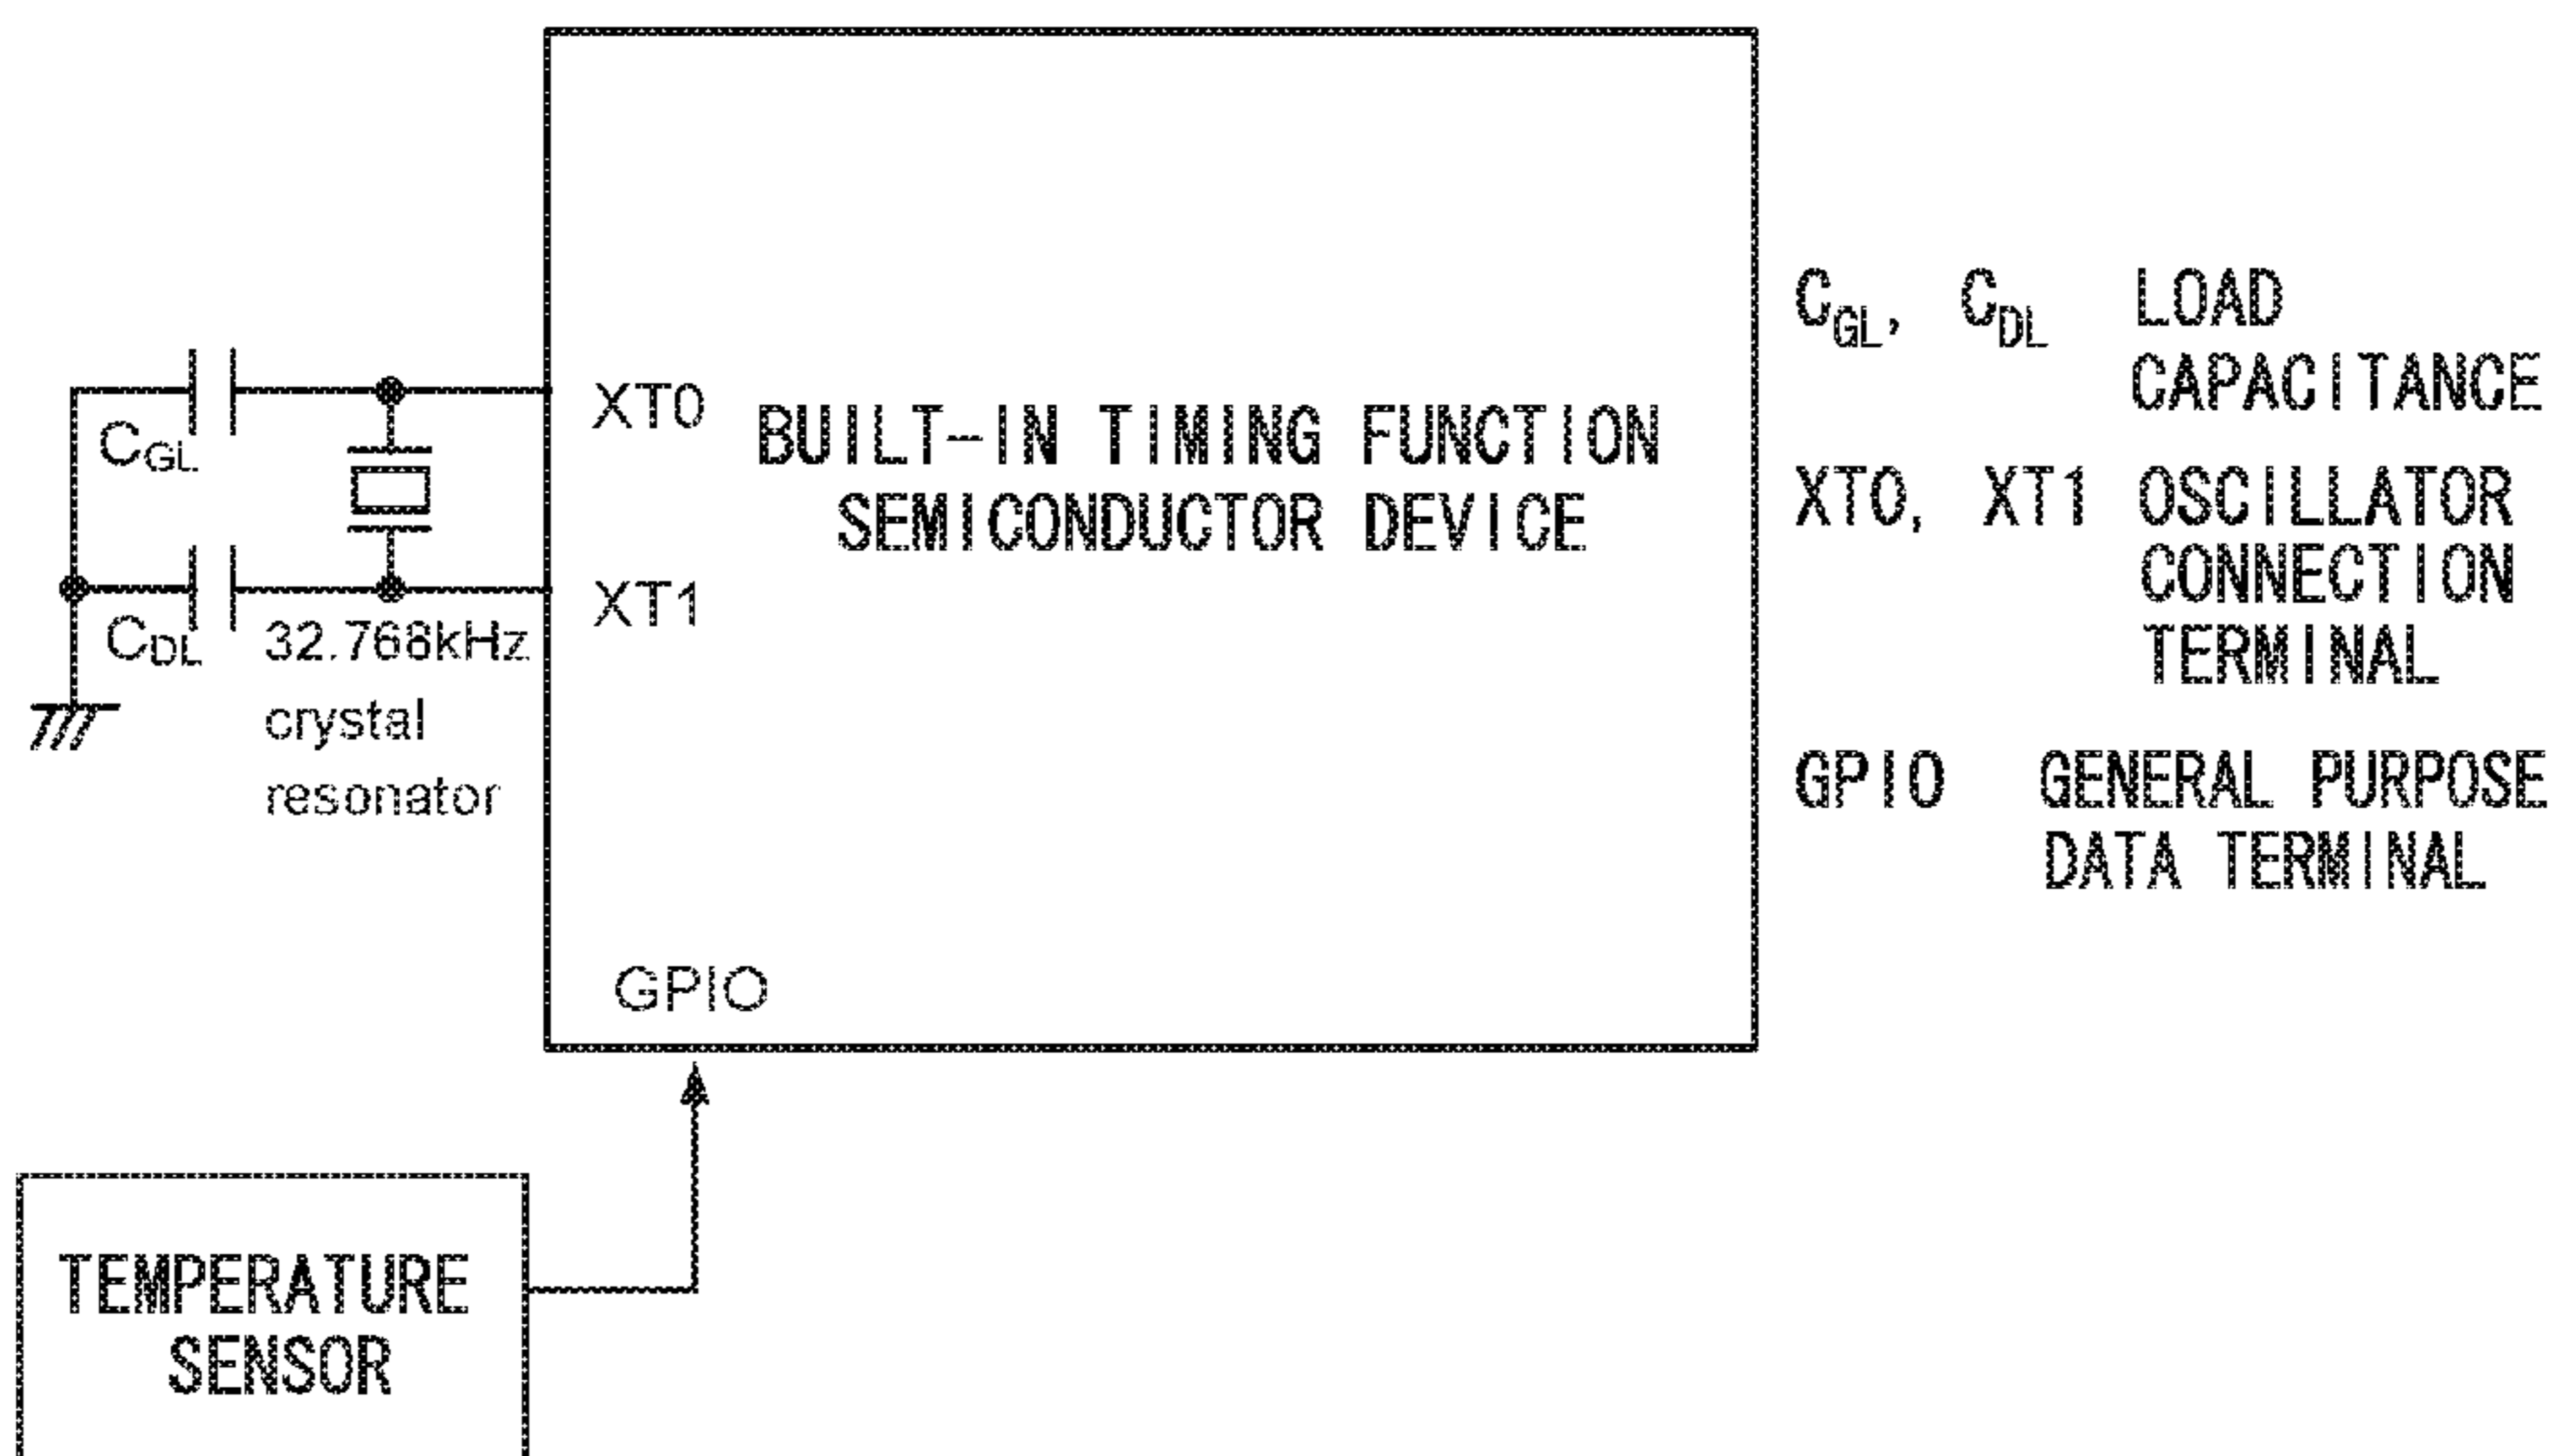 XT0
BUILT-IN TIMING FUNCTION
SEMICONDUCTOR DEVICE
XT1
GPIO
CGL
CDL
32.768kHz
crystal
resonator
TEMPERATURE
SENSOR
CGL, CDL LOAD
CAPACITANCE
XT0, XT1 OSCILLATOR
CONNECTION
TERMINAL
GPIO GENERAL PURPOSE
DATA TERMINAL